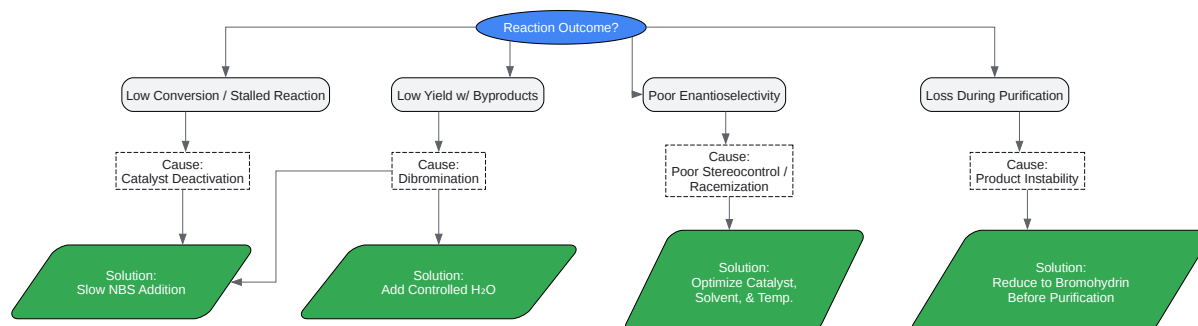 Reaction Outcome?
Low Conversion / Stalled Reaction
Low Yield w/ Byproducts
Poor Enantioselectivity
Loss During Purification
Cause:
Catalyst Deactivation
Cause:
Dibromination
Cause:
Poor Stereocontrol /
Racemization
Cause:
Product Instability
Solution:
Slow NBS Addition
Solution:
Add Controlled H₂O
Solution:
Optimize Catalyst,
Solvent, & Temp.
Solution:
Reduce to Bromohydrin
Before Purification